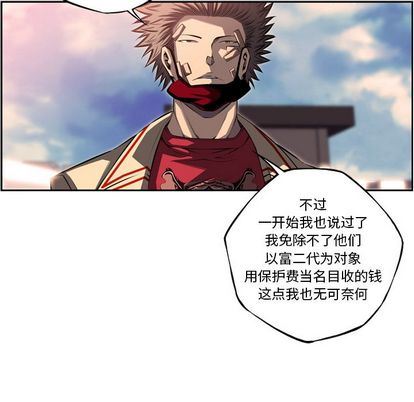 不过
一开始我也说过了
我免除不了他们
以富二代为对象
用保护费当名目收的钱
这点我也无可奈何